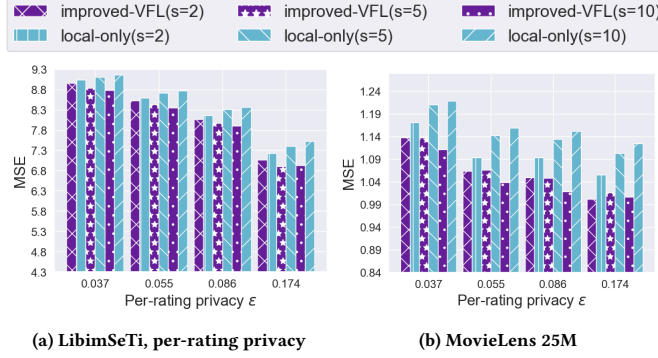 improved-VFL(s=2) improved-VFL(s=5) improved-VFL(s=10)
local-only(s=2) local-only(s=5) local-only(s=10)
MSE
9.3
8.8
8.3
7.8
7.3
6.8
6.3
5.8
5.3
4.8
4.3
0.037 0.055 0.086 0.174
Per-rating privacy ε
(a) LibimSeTi, per-rating privacy
MSE
1.24
1.19
1.14
1.09
1.04
0.99
0.94
0.89
0.84
0.037 0.055 0.086 0.174
Per-rating privacy ε
(b) MovieLens 25M